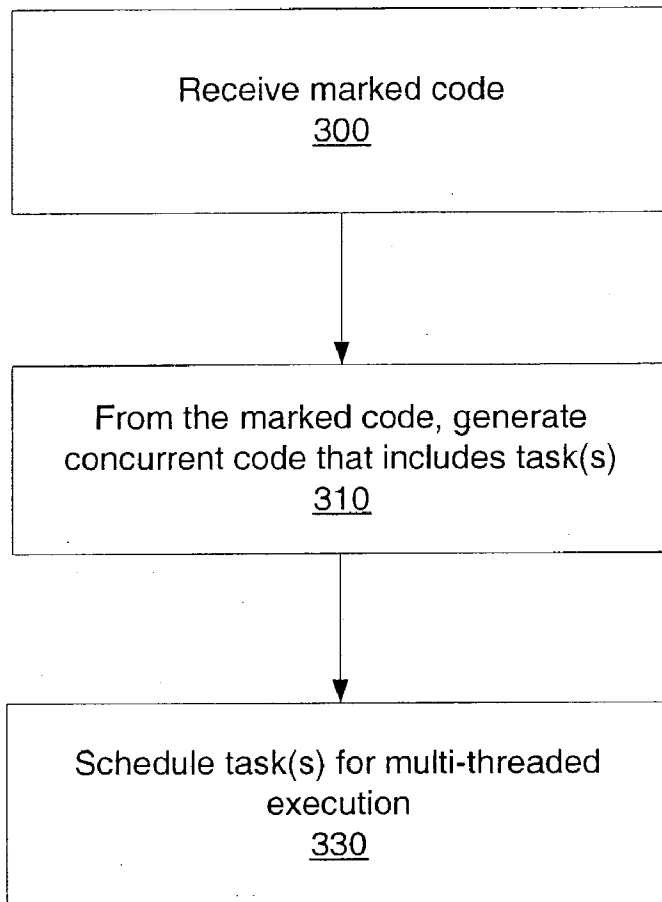 Receive marked code
300
From the marked code, generate
concurrent code that includes task(s)
310
Schedule task(s) for multi-threaded
execution
330